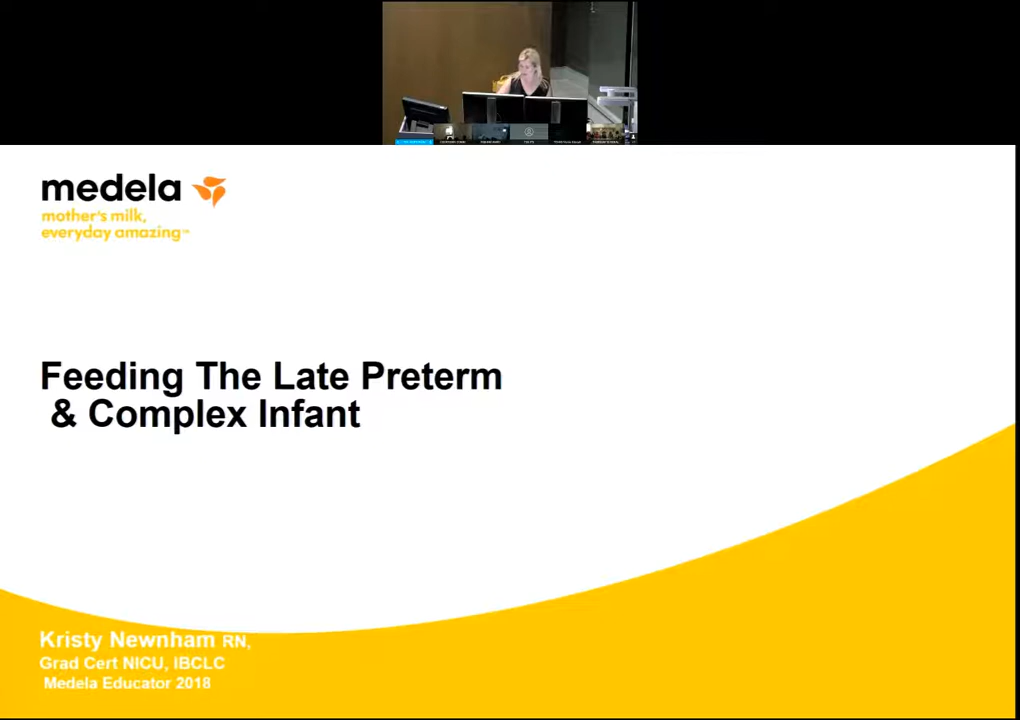 medela
mother's milk,
everyday amazing
Feeding The Late Preterm
& Complex Infant
Kristy Newnham RN,
Grad Cert NICU, IBCLC
Medela Educator 2018